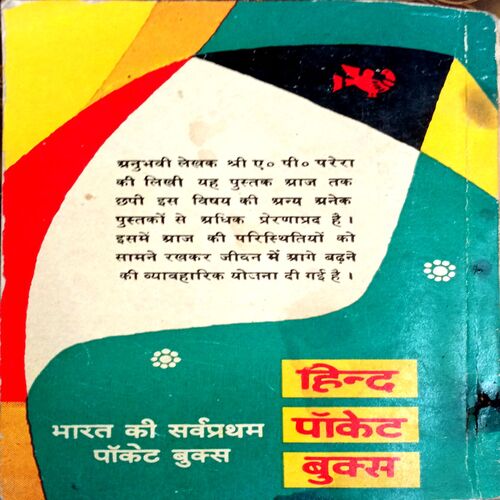 अनुभवी लेखक श्री ए० पी० परेरा
की लिखी यह पुस्तक आज तक
छपी इस विषय की अन्य अनेक
पुस्तकों से अधिक प्रेरणाप्रद है।
इसमें आज की परिस्थितियों को
सामने रखकर जीवन में आगे बढ़ने
की व्यावहारिक योजना दी गई है।
भारत की सर्वप्रथम
पॉकेट बुक्स
हिन्द
पॉकेट
बुक्स